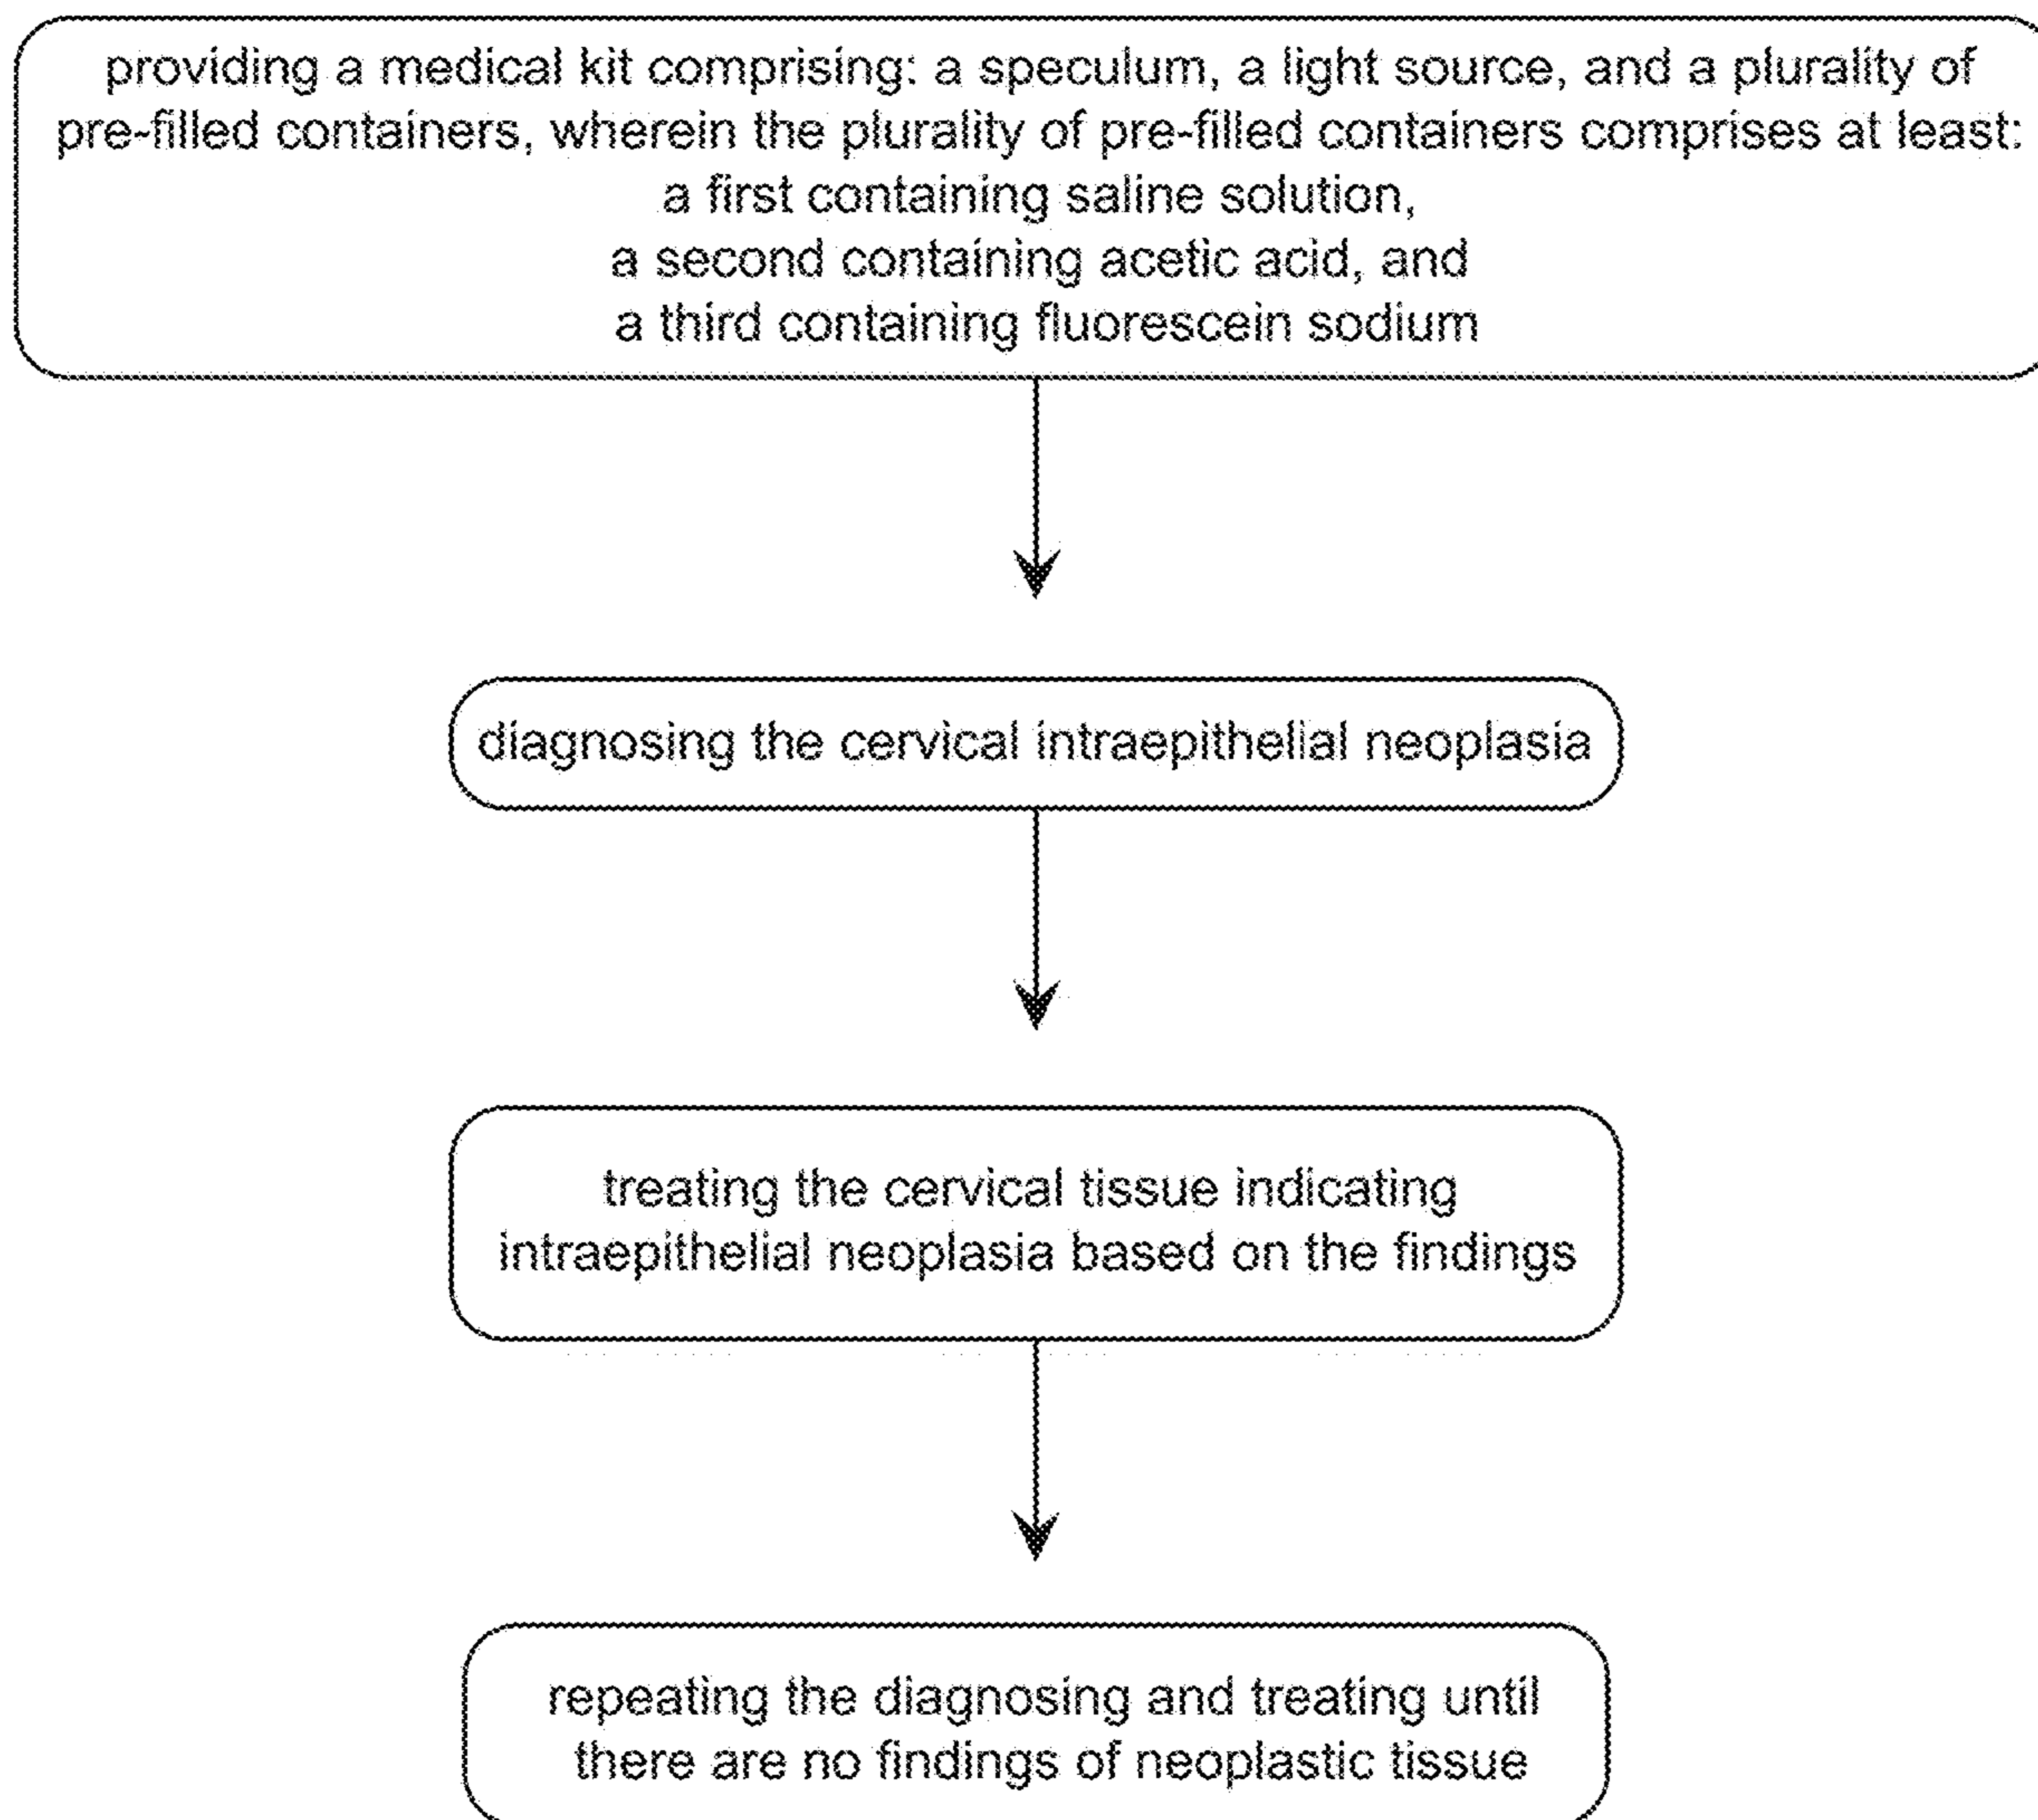 providing a medical kit comprising: a speculum, a light source, and a plurality of
pre-filled containers, wherein the plurality of pre-filled containers comprises at least:
a first containing saline solution,
a second containing acetic acid, and
a third containing fluorescein sodium
diagnosing the cervical intraepithelial neoplasia
treating the cervical tissue indicating
intraepithelial neoplasia based on the findings
repeating the diagnosing and treating until
there are no findings of neoplastic tissue